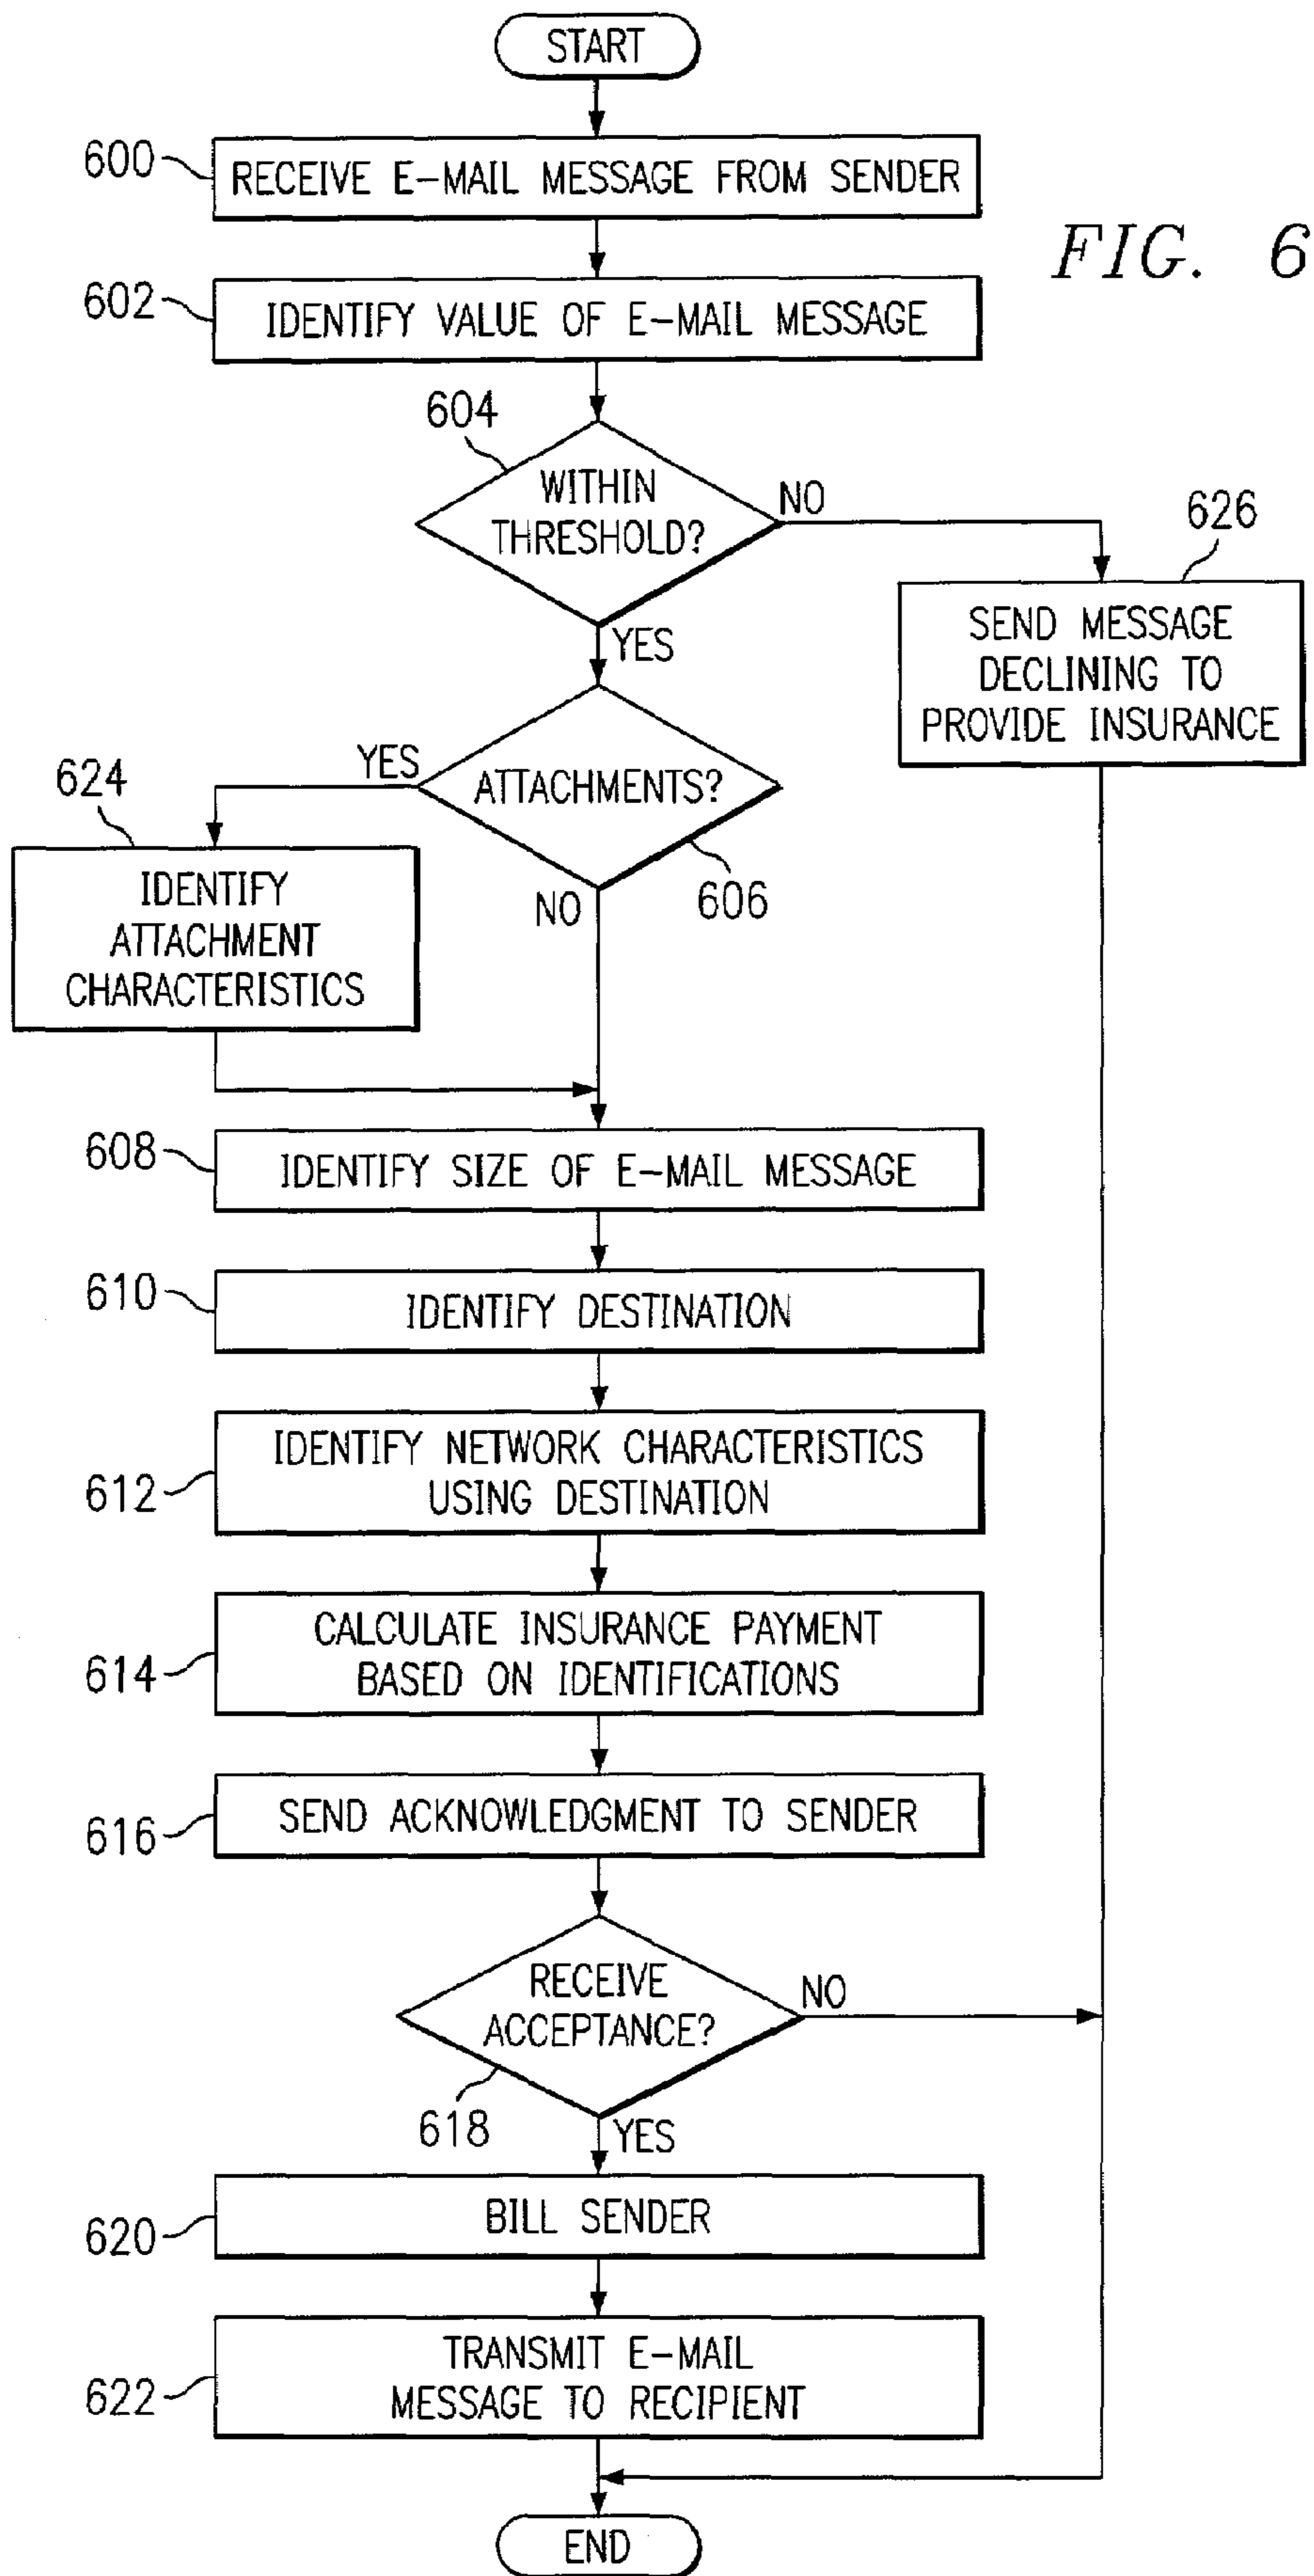 START
600
RECEIVE E-MAIL MESSAGE FROM SENDER
FIG. 6
602
IDENTIFY VALUE OF E-MAIL MESSAGE
604
WITHIN
THRESHOLD?
NO
YES
626
SEND MESSAGE
DECLINING TO
PROVIDE INSURANCE
ATTACHMENTS?
606
YES
NO
624
IDENTIFY
ATTACHMENT
CHARACTERISTICS
608
IDENTIFY SIZE OF E-MAIL MESSAGE
610
IDENTIFY DESTINATION
612
IDENTIFY NETWORK CHARACTERISTICS
USING DESTINATION
614
CALCULATE INSURANCE PAYMENT
BASED ON IDENTIFICATIONS
616
SEND ACKNOWLEDGMENT TO SENDER
RECEIVE
ACCEPTANCE?
NO
618
YES
620
BILL SENDER
622
TRANSMIT E-MAIL
MESSAGE TO RECIPIENT
END